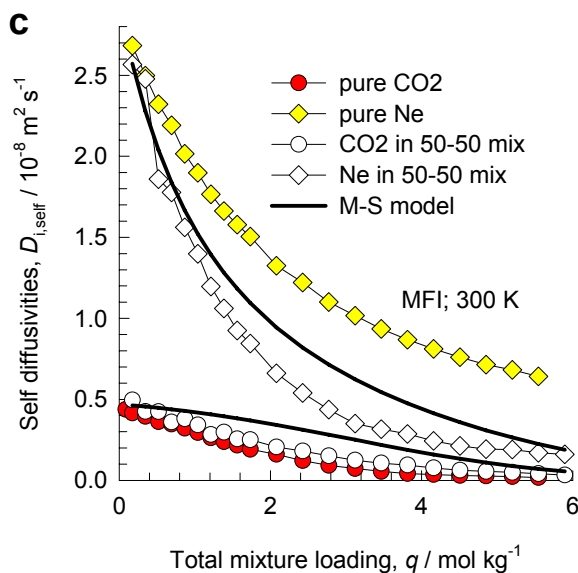 c
Self diffusivities, D i,self / 10-8 m2 s-1
2.5
2.0
1.5
1.0
0.5
0.0
pure CO2
pure Ne
CO2 in 50-50 mix
Ne in 50-50 mix
M-S model
MFI; 300 K
0
2
4
6
Total mixture loading, q / mol kg-1